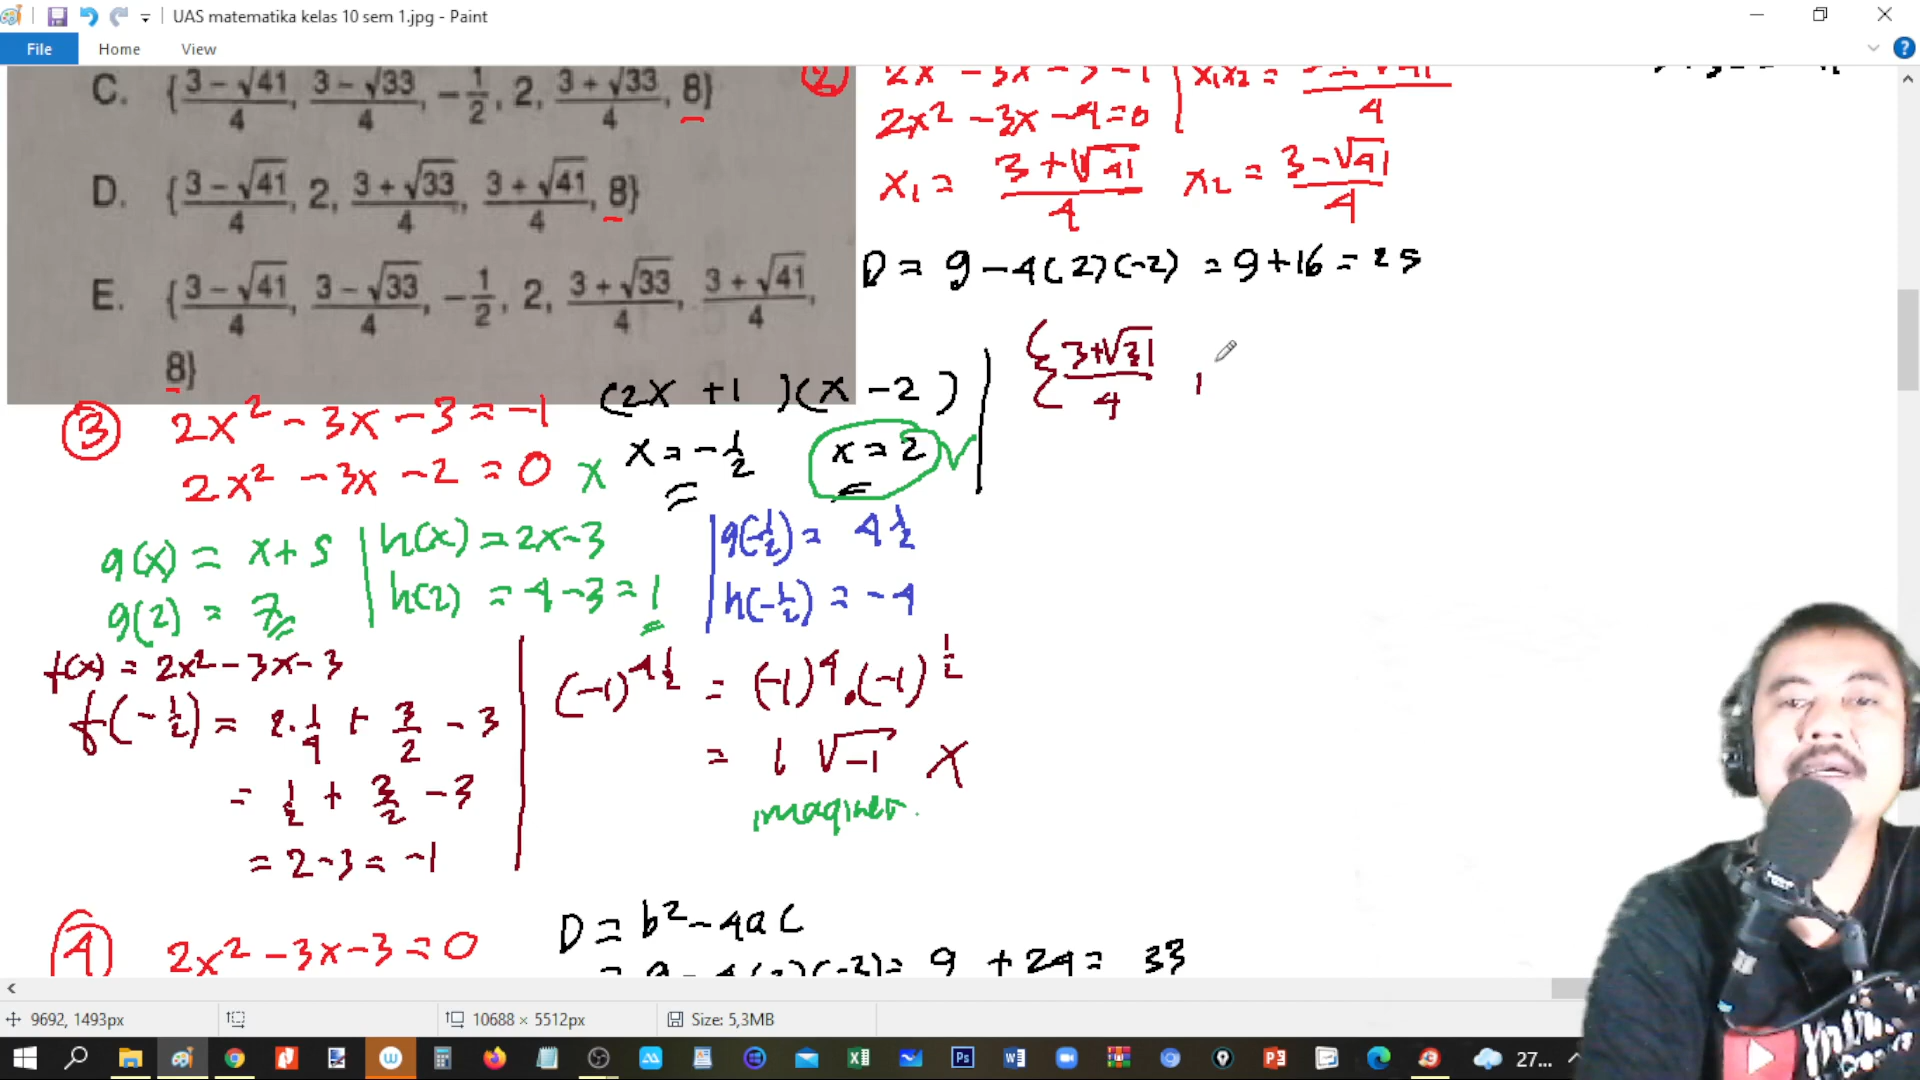 UAS matematika kelas 10 sem 1.jpg - Paint
File Home View
C. {(3 - √41)/4, (3 - √33)/4, -1/2, 2, (3 + √33)/4, 8}
D. {(3 - √41)/4, 2, (3 + √33)/4, (3 + √41)/4, 8}
E. {(3 - √41)/4, (3 - √33)/4, -1/2, 2, (3 + √33)/4, (3 + √41)/4,
8}
2
2x² - 3x - 4 = 0
x₁ = (3 + √41)/4 x₂ = (3 - √41)/4
D = 9 - 4(2)(-2) = 9 + 16 = 25
{(3+√31)/4 ,
3 2x² - 3x - 3 = -1
2x² - 3x - 2 = 0 x
(2x + 1)(x - 2)
x = -1/2 x = 2 √
g(x) = x + 5
g(2) = 7
h(x) = 2x - 3
h(2) = 4 - 3 = 1
g(-1/2) = 4 1/2
h(-1/2) = -4
f(x) = 2x² - 3x - 3
f(-1/2) = 2 · 1/4 + 3/2 - 3
= 1/2 + 3/2 - 3
= 2 - 3 = -1
(-1)^(4 1/2) = (-1)^4 . (-1)^(1/2)
= 1 √-1 X
imaginer.
4 2x² - 3x - 3 = 0
D = b² - 4ac
= 9 - 4(2)(-3) = 9 + 24 = 33
9692, 1493px
10688 × 5512px
Size: 5,3MB
27...